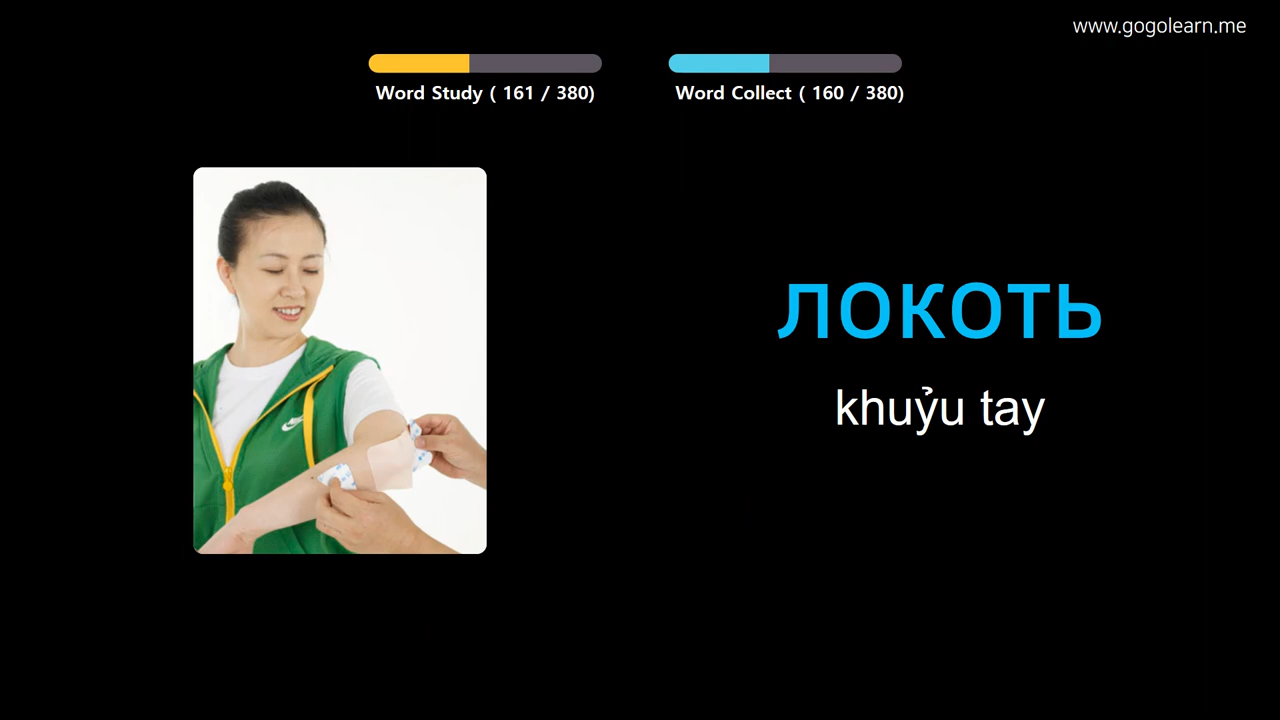 www.gogolearn.me
Word Study ( 161 / 380)
Word Collect ( 160 / 380)
ЛОКОТЬ
khuỷu tay